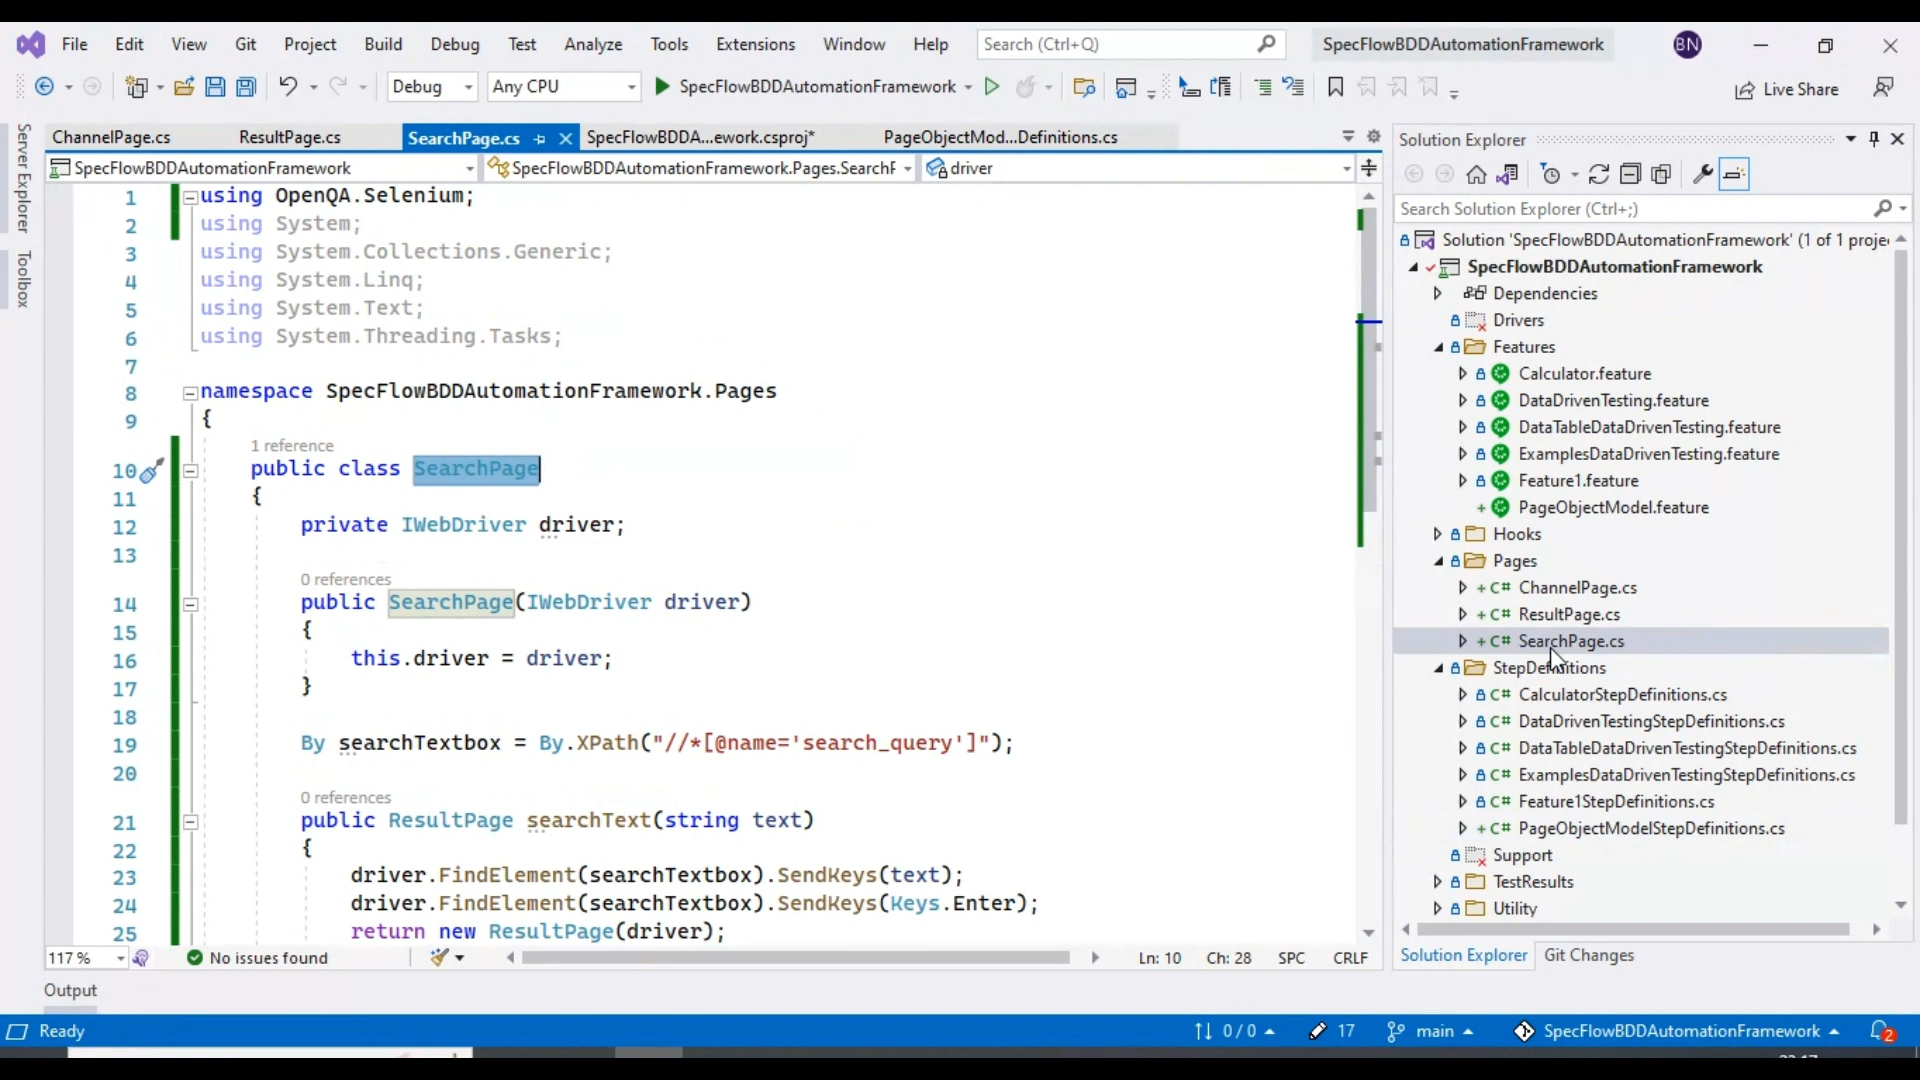 File Edit View Git Project Build Debug Test Analyze Tools Extensions Window Help Search (Ctrl+Q) SpecFlowBDDAutomationFramework BN
Debug Any CPU SpecFlowBDDAutomationFramework Live Share
ChannelPage.cs ResultPage.cs SearchPage.cs SpecFlowBDDA...ework.csproj* PageObjectMod...Definitions.cs
SpecFlowBDDAutomationFramework SpecFlowBDDAutomationFramework.Pages.SearchF driver
Server Explorer
Toolbox
1 using OpenQA.Selenium;
2 using System;
3 using System.Collections.Generic;
4 using System.Linq;
5 using System.Text;
6 using System.Threading.Tasks;
7
8 namespace SpecFlowBDDAutomationFramework.Pages
9 {
1 reference
10 public class SearchPage
11 {
12 private IWebDriver driver;
13
0 references
14 public SearchPage(IWebDriver driver)
15 {
16 this.driver = driver;
17 }
18
19 By searchTextbox = By.XPath("//*[@name='search_query']");
20
0 references
21 public ResultPage searchText(string text)
22 {
23 driver.FindElement(searchTextbox).SendKeys(text);
24 driver.FindElement(searchTextbox).SendKeys(Keys.Enter);
25 return new ResultPage(driver);
117 % No issues found Ln: 10 Ch: 28 SPC CRLF
Solution Explorer
Search Solution Explorer (Ctrl+;)
Solution 'SpecFlowBDDAutomationFramework' (1 of 1 proje
SpecFlowBDDAutomationFramework
Dependencies
Drivers
Features
Calculator.feature
DataDrivenTesting.feature
DataTableDataDrivenTesting.feature
ExamplesDataDrivenTesting.feature
Feature1.feature
PageObjectModel.feature
Hooks
Pages
C# ChannelPage.cs
C# ResultPage.cs
C# SearchPage.cs
StepDefinitions
C# CalculatorStepDefinitions.cs
C# DataDrivenTestingStepDefinitions.cs
C# DataTableDataDrivenTestingStepDefinitions.cs
C# ExamplesDataDrivenTestingStepDefinitions.cs
C# Feature1StepDefinitions.cs
C# PageObjectModelStepDefinitions.cs
Support
TestResults
Utility
Solution Explorer Git Changes
Output
Ready 0 / 0 17 main SpecFlowBDDAutomationFramework 2